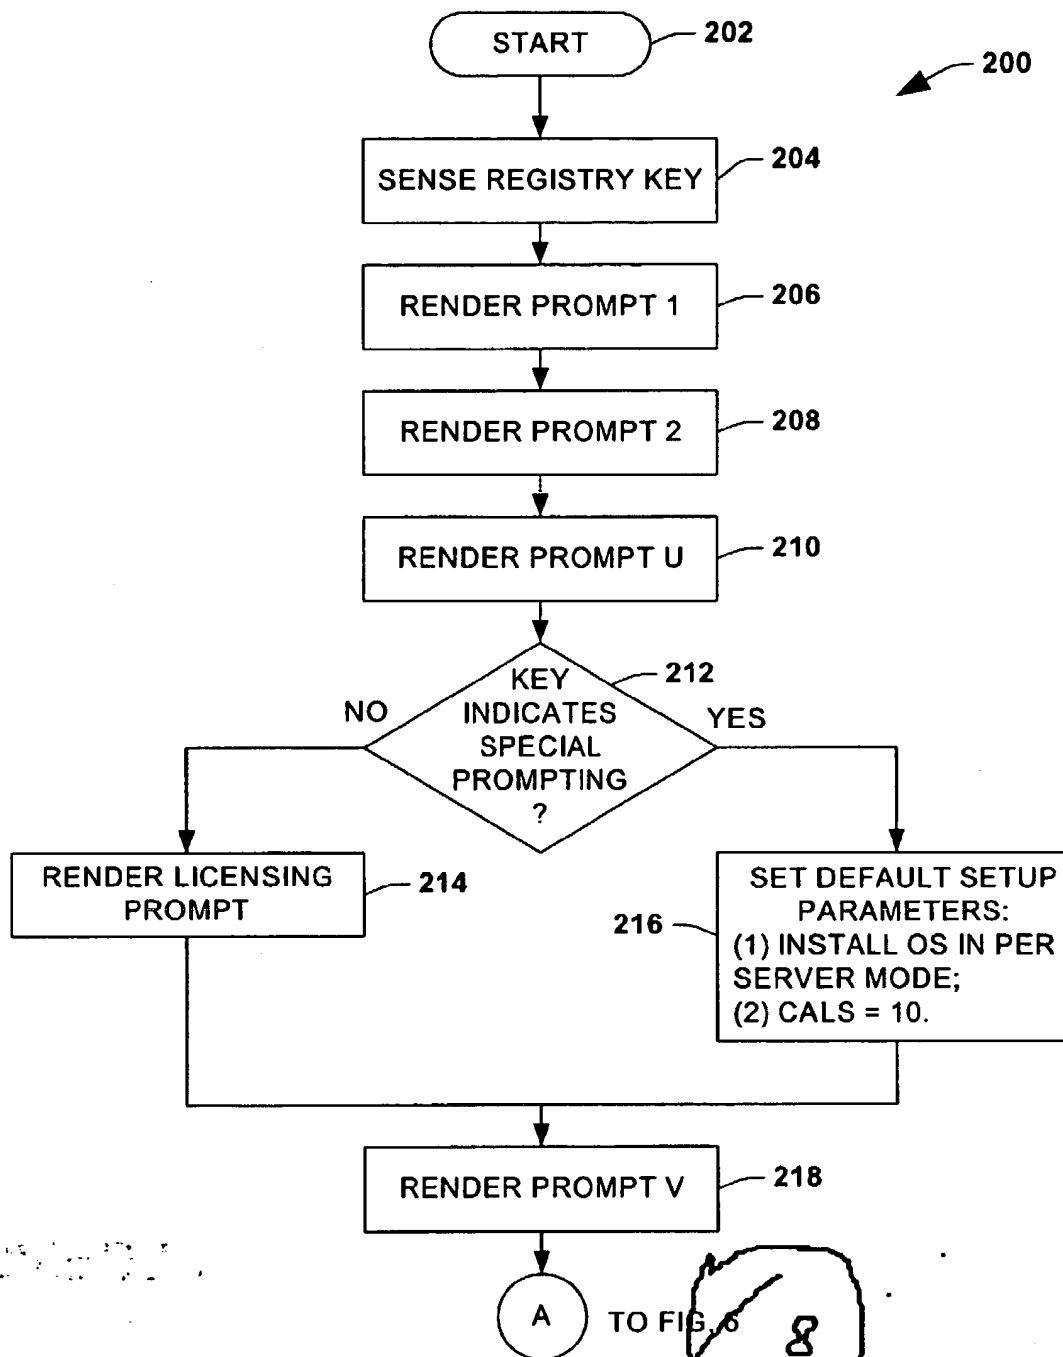 START
202
200
SENSE REGISTRY KEY
204
RENDER PROMPT 1
206
RENDER PROMPT 2
208
RENDER PROMPT U
210
KEY
INDICATES
SPECIAL
PROMPTING
?
212
NO
YES
RENDER LICENSING
PROMPT
214
216
SET DEFAULT SETUP
PARAMETERS:
(1) INSTALL OS IN PER
SERVER MODE;
(2) CALS = 10.
RENDER PROMPT V
218
A
TO FIG. 6
8